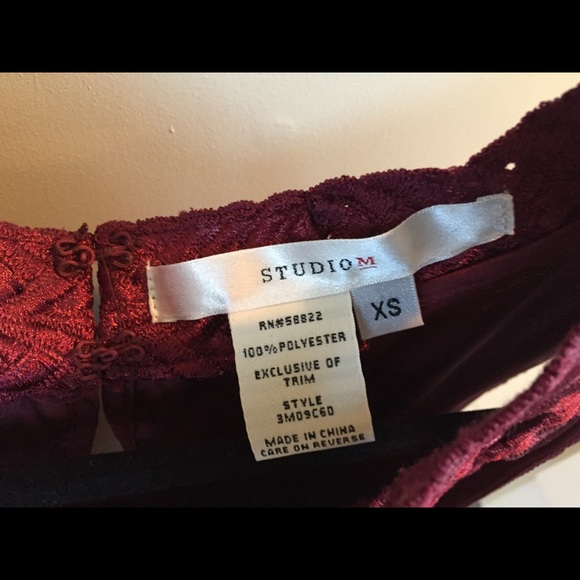 STUDIO M
XS
RN#58822
100%POLYESTER
EXCLUSIVE OF
TRIM
STYLE
3M09C60
MADE IN CHINA
CARE ON REVERSE